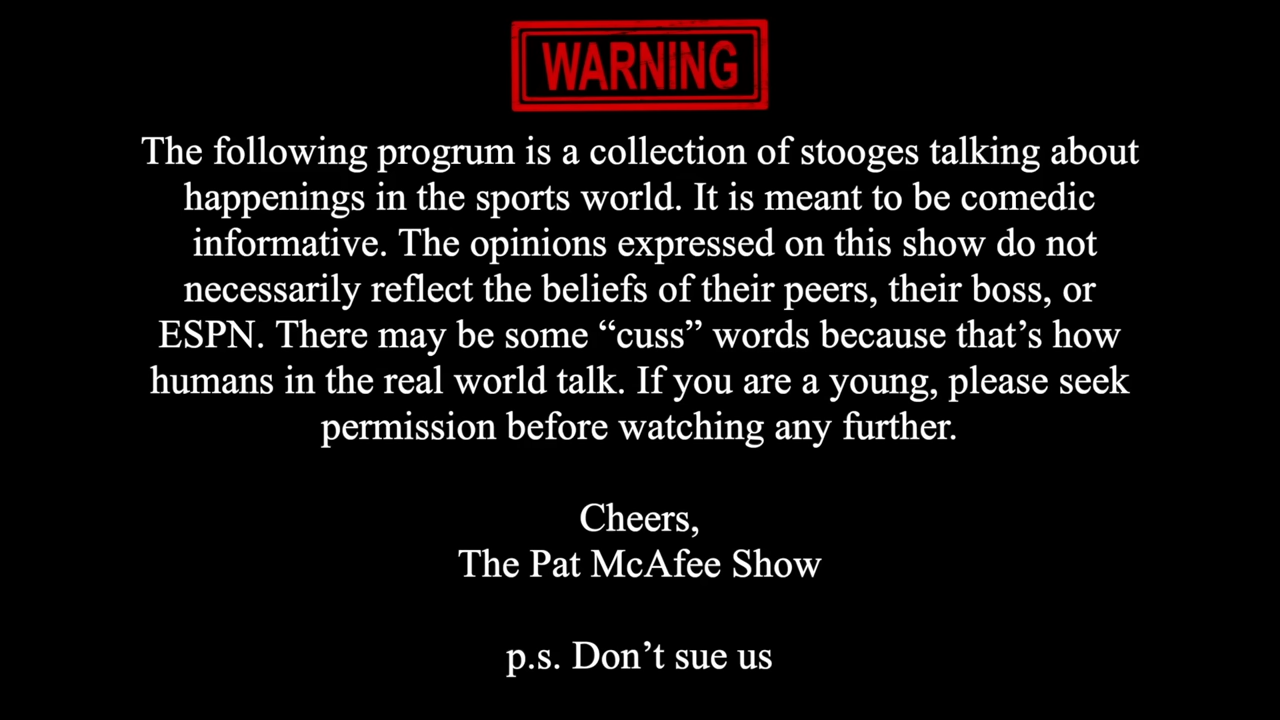 WARNING
The following progrum is a collection of stooges talking about
happenings in the sports world. It is meant to be comedic
informative. The opinions expressed on this show do not
necessarily reflect the beliefs of their peers, their boss, or
ESPN. There may be some “cuss” words because that’s how
humans in the real world talk. If you are a young, please seek
permission before watching any further.
Cheers,
The Pat McAfee Show
p.s. Don’t sue us